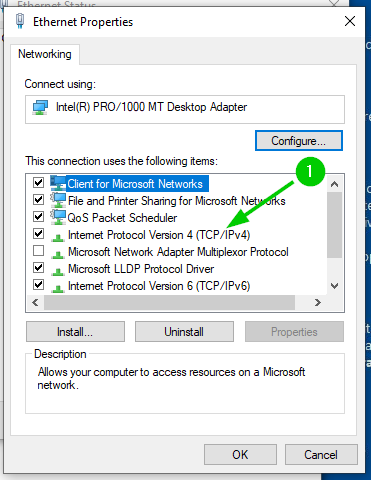 Ethernet Properties
Networking
Connect using:
Intel(R) PRO/1000 MT Desktop Adapter
Configure...
This connection uses the following items:
1
Client for Microsoft Networks
File and Printer Sharing for Microsoft Networks
QoS Packet Scheduler
Internet Protocol Version 4 (TCP/IPv4)
Microsoft Network Adapter Multiplexor Protocol
Microsoft LLDP Protocol Driver
Internet Protocol Version 6 (TCP/IPv6)
Install...
Uninstall
Properties
Description
Allows your computer to access resources on a Microsoft
network.
OK
Cancel